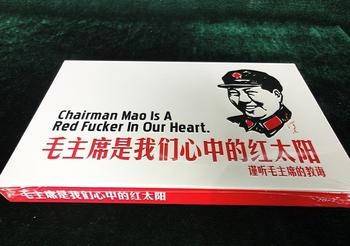 Chairman Mao Is A
Red Fucker In Our Heart.
毛主席是我们心中的红太阳
谨听毛主席的教诲
毛主席是我们心中的红太阳